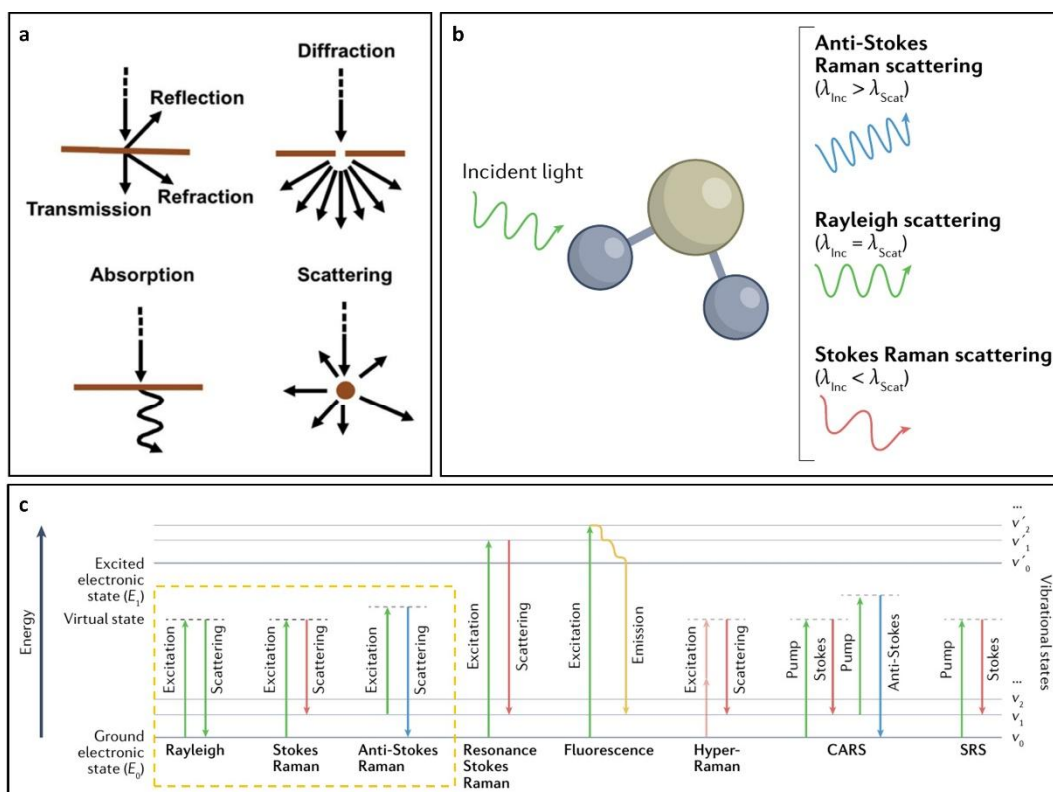 a
Diffraction
Reflection
Transmission
Refraction
Absorption
Scattering
b
Incident light
Anti-Stokes
Raman scattering
(λInc > λScat)
Rayleigh scattering
(λInc = λScat)
Stokes Raman scattering
(λInc < λScat)
c
Energy
Excited
electronic
state (E1)
Virtual state
Ground
electronic
state (E0)
Excitation
Scattering
Rayleigh
Excitation
Scattering
Stokes
Raman
Excitation
Scattering
Anti-Stokes
Raman
Excitation
Scattering
Resonance
Stokes
Raman
Excitation
Emission
Fluorescence
Excitation
Scattering
Hyper-
Raman
Pump
Stokes
Pump
Anti-Stokes
CARS
Pump
Stokes
SRS
...
v′2
v′1
v′0
...
v2
v1
v0
Vibrational states